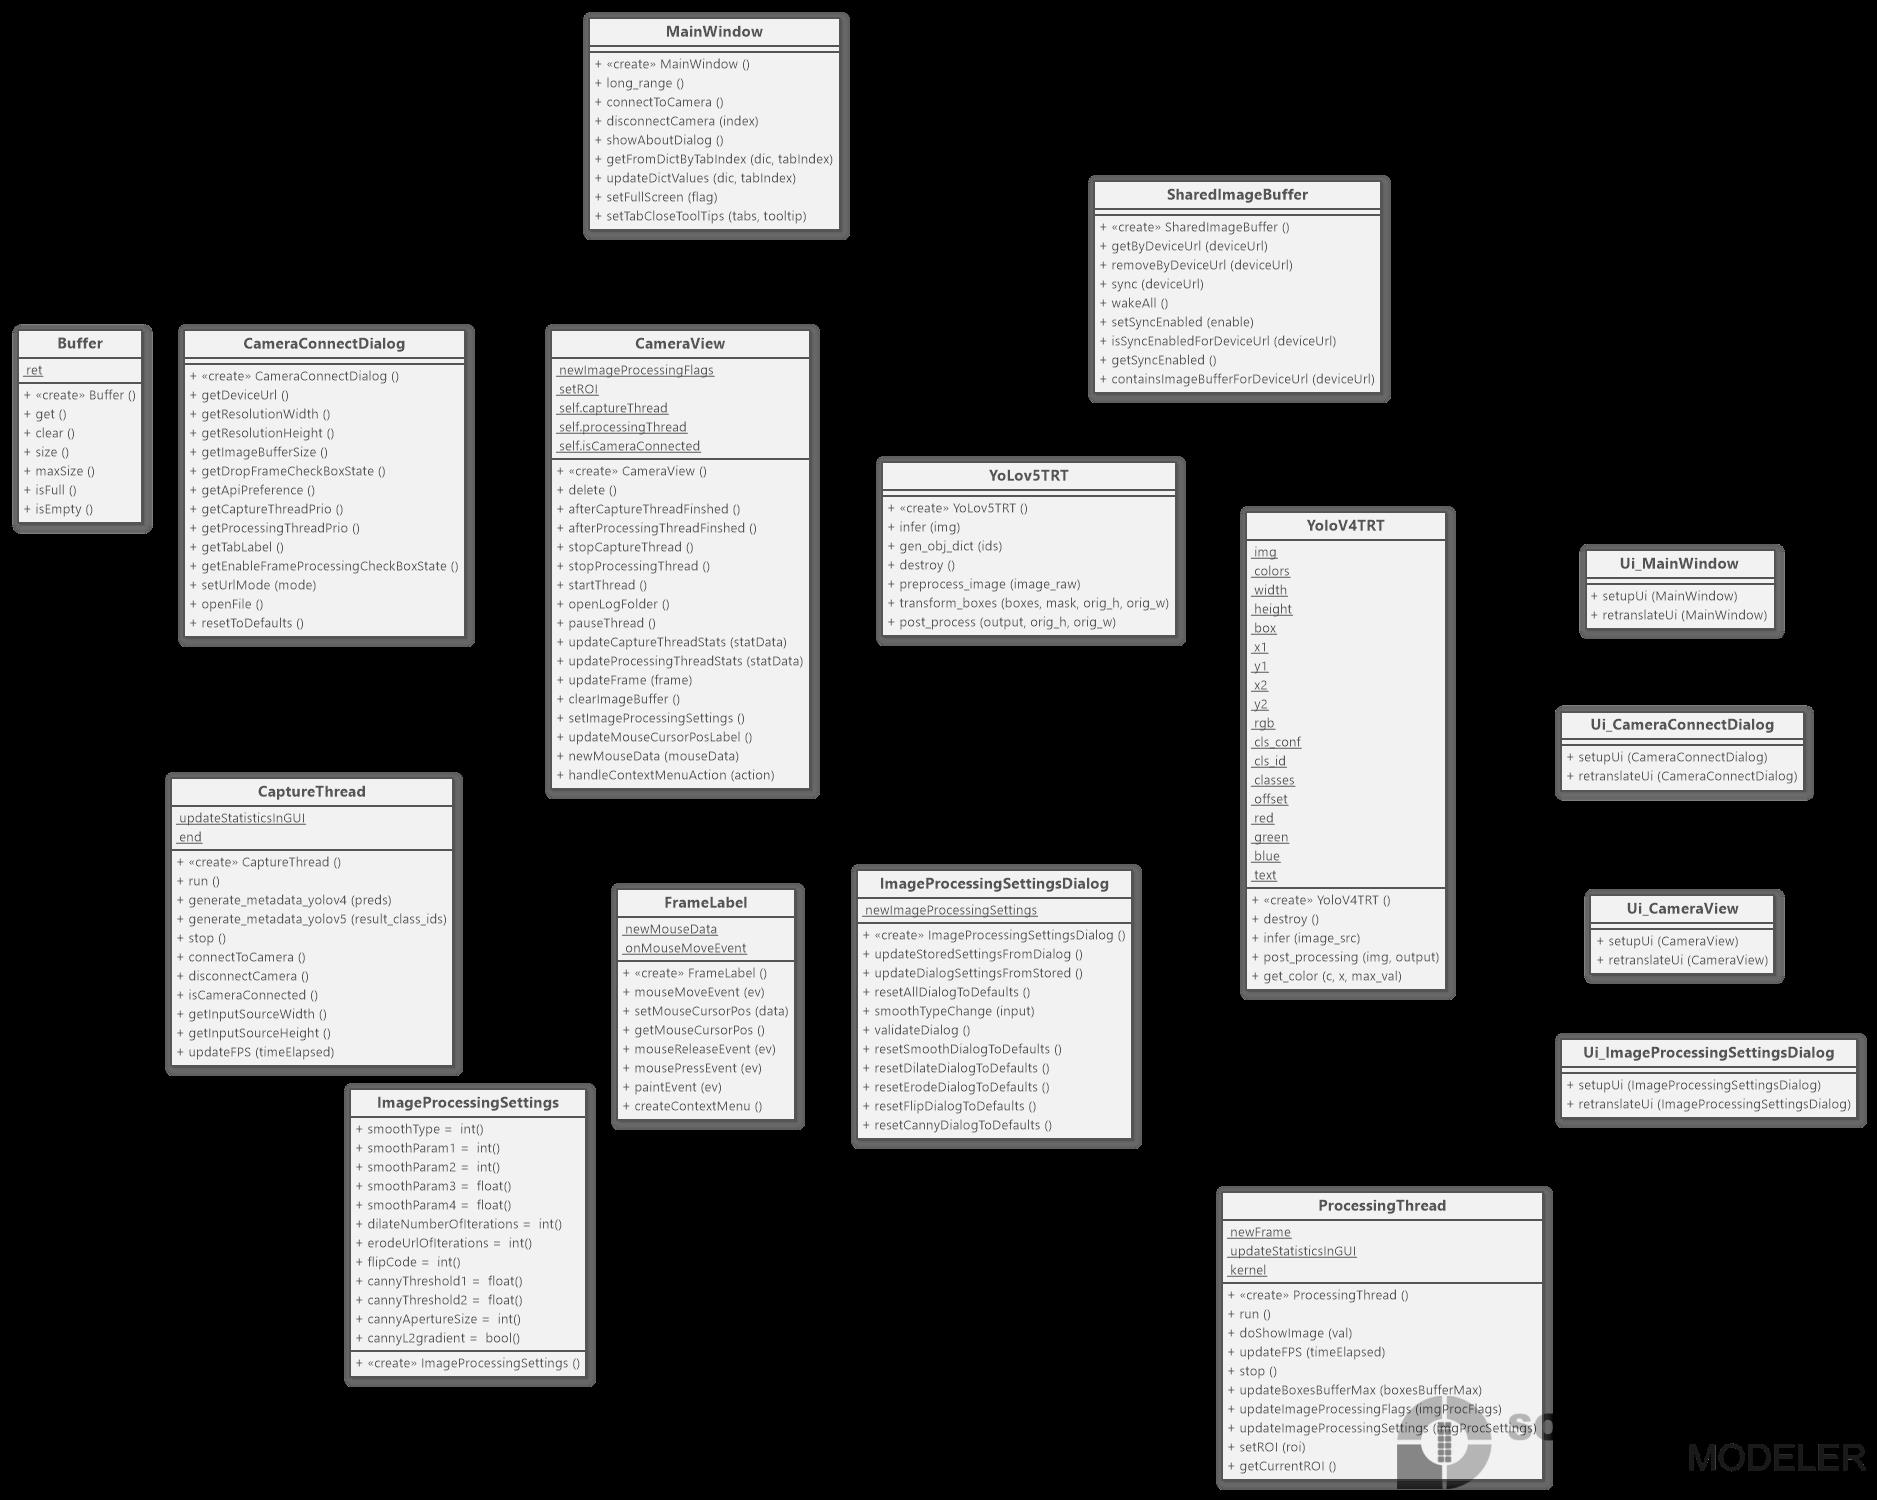 MainWindow
+ «create» MainWindow ()
+ long_range ()
+ connectToCamera ()
+ disconnectCamera (index)
+ showAboutDialog ()
+ getFromDictByTabIndex (dic, tabIndex)
+ updateDictValues (dic, tabIndex)
+ setFullScreen (flag)
+ setTabCloseToolTips (tabs, tooltip)
SharedImageBuffer
+ «create» SharedImageBuffer ()
+ getByDeviceUrl (deviceUrl)
+ removeByDeviceUrl (deviceUrl)
+ sync (deviceUrl)
+ wakeAll ()
+ setSyncEnabled (enable)
+ isSyncEnabledForDeviceUrl (deviceUrl)
+ getSyncEnabled ()
+ containsImageBufferForDeviceUrl (deviceUrl)
Buffer
ret
+ «create» Buffer ()
+ get ()
+ clear ()
+ size ()
+ maxSize ()
+ isFull ()
+ isEmpty ()
CameraConnectDialog
+ «create» CameraConnectDialog ()
+ getDeviceUrl ()
+ getResolutionWidth ()
+ getResolutionHeight ()
+ getImageBufferSize ()
+ getDropFrameCheckBoxState ()
+ getApiPreference ()
+ getCaptureThreadPrio ()
+ getProcessingThreadPrio ()
+ getTabLabel ()
+ getEnableFrameProcessingCheckBoxState ()
+ setUrlMode (mode)
+ openFile ()
+ resetToDefaults ()
CameraView
newImageProcessingFlags
setROI
self.captureThread
self.processingThread
self.isCameraConnected
+ «create» CameraView ()
+ delete ()
+ afterCaptureThreadFinshed ()
+ afterProcessingThreadFinshed ()
+ stopCaptureThread ()
+ stopProcessingThread ()
+ startThread ()
+ openLogFolder ()
+ pauseThread ()
+ updateCaptureThreadStats (statData)
+ updateProcessingThreadStats (statData)
+ updateFrame (frame)
+ clearImageBuffer ()
+ setImageProcessingSettings ()
+ updateMouseCursorPosLabel ()
+ newMouseData (mouseData)
+ handleContextMenuAction (action)
YoLov5TRT
+ «create» YoLov5TRT ()
+ infer (img)
+ gen_obj_dict (ids)
+ destroy ()
+ preprocess_image (image_raw)
+ transform_boxes (boxes, mask, orig_h, orig_w)
+ post_process (output, orig_h, orig_w)
YoloV4TRT
img
colors
width
height
box
x1
y1
x2
y2
rgb
cls_conf
cls_id
classes
offset
red
green
blue
text
+ «create» YoloV4TRT ()
+ destroy ()
+ infer (image_src)
+ post_processing (img, output)
+ get_color (c, x, max_val)
Ui_MainWindow
+ setupUi (MainWindow)
+ retranslateUi (MainWindow)
Ui_CameraConnectDialog
+ setupUi (CameraConnectDialog)
+ retranslateUi (CameraConnectDialog)
Ui_CameraView
+ setupUi (CameraView)
+ retranslateUi (CameraView)
Ui_ImageProcessingSettingsDialog
+ setupUi (ImageProcessingSettingsDialog)
+ retranslateUi (ImageProcessingSettingsDialog)
CaptureThread
updateStatisticsInGUI
end
+ «create» CaptureThread ()
+ run ()
+ generate_metadata_yolov4 (preds)
+ generate_metadata_yolov5 (result_class_ids)
+ stop ()
+ connectToCamera ()
+ disconnectCamera ()
+ isCameraConnected ()
+ getInputSourceWidth ()
+ getInputSourceHeight ()
+ updateFPS (timeElapsed)
FrameLabel
newMouseData
onMouseMoveEvent
+ «create» FrameLabel ()
+ mouseMoveEvent (ev)
+ setMouseCursorPos (data)
+ getMouseCursorPos ()
+ mouseReleaseEvent (ev)
+ mousePressEvent (ev)
+ paintEvent (ev)
+ createContextMenu ()
ImageProcessingSettingsDialog
newImageProcessingSettings
+ «create» ImageProcessingSettingsDialog ()
+ updateStoredSettingsFromDialog ()
+ updateDialogSettingsFromStored ()
+ resetAllDialogToDefaults ()
+ smoothTypeChange (input)
+ validateDialog ()
+ resetSmoothDialogToDefaults ()
+ resetDilateDialogToDefaults ()
+ resetErodeDialogToDefaults ()
+ resetFlipDialogToDefaults ()
+ resetCannyDialogToDefaults ()
ImageProcessingSettings
+ smoothType = int()
+ smoothParam1 = int()
+ smoothParam2 = int()
+ smoothParam3 = float()
+ smoothParam4 = float()
+ dilateNumberOfIterations = int()
+ erodeUrlOfIterations = int()
+ flipCode = int()
+ cannyThreshold1 = float()
+ cannyThreshold2 = float()
+ cannyApertureSize = int()
+ cannyL2gradient = bool()
+ «create» ImageProcessingSettings ()
ProcessingThread
newFrame
updateStatisticsInGUI
kernel
+ «create» ProcessingThread ()
+ run ()
+ doShowImage (val)
+ updateFPS (timeElapsed)
+ stop ()
+ updateBoxesBufferMax (boxesBufferMax)
+ updateImageProcessingFlags (imgProcFlags)
+ updateImageProcessingSettings (imgProcSettings)
+ setROI (roi)
+ getCurrentROI ()
so
MODELER